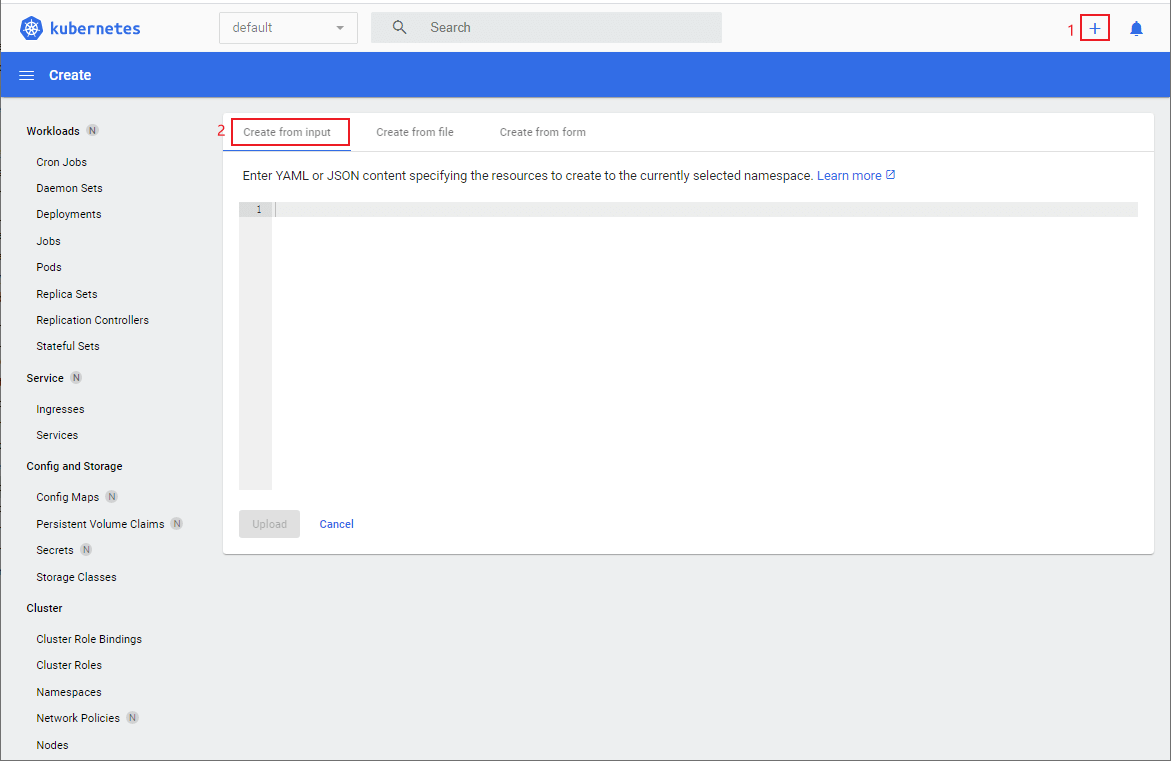 kubernetes
default
Search
1 +
Create
Workloads N
Cron Jobs
Daemon Sets
Deployments
Jobs
Pods
Replica Sets
Replication Controllers
Stateful Sets
Service N
Ingresses
Services
Config and Storage
Config Maps N
Persistent Volume Claims N
Secrets N
Storage Classes
Cluster
Cluster Role Bindings
Cluster Roles
Namespaces
Network Policies N
Nodes
2 Create from input Create from file Create from form
Enter YAML or JSON content specifying the resources to create to the currently selected namespace. Learn more
1
Upload Cancel